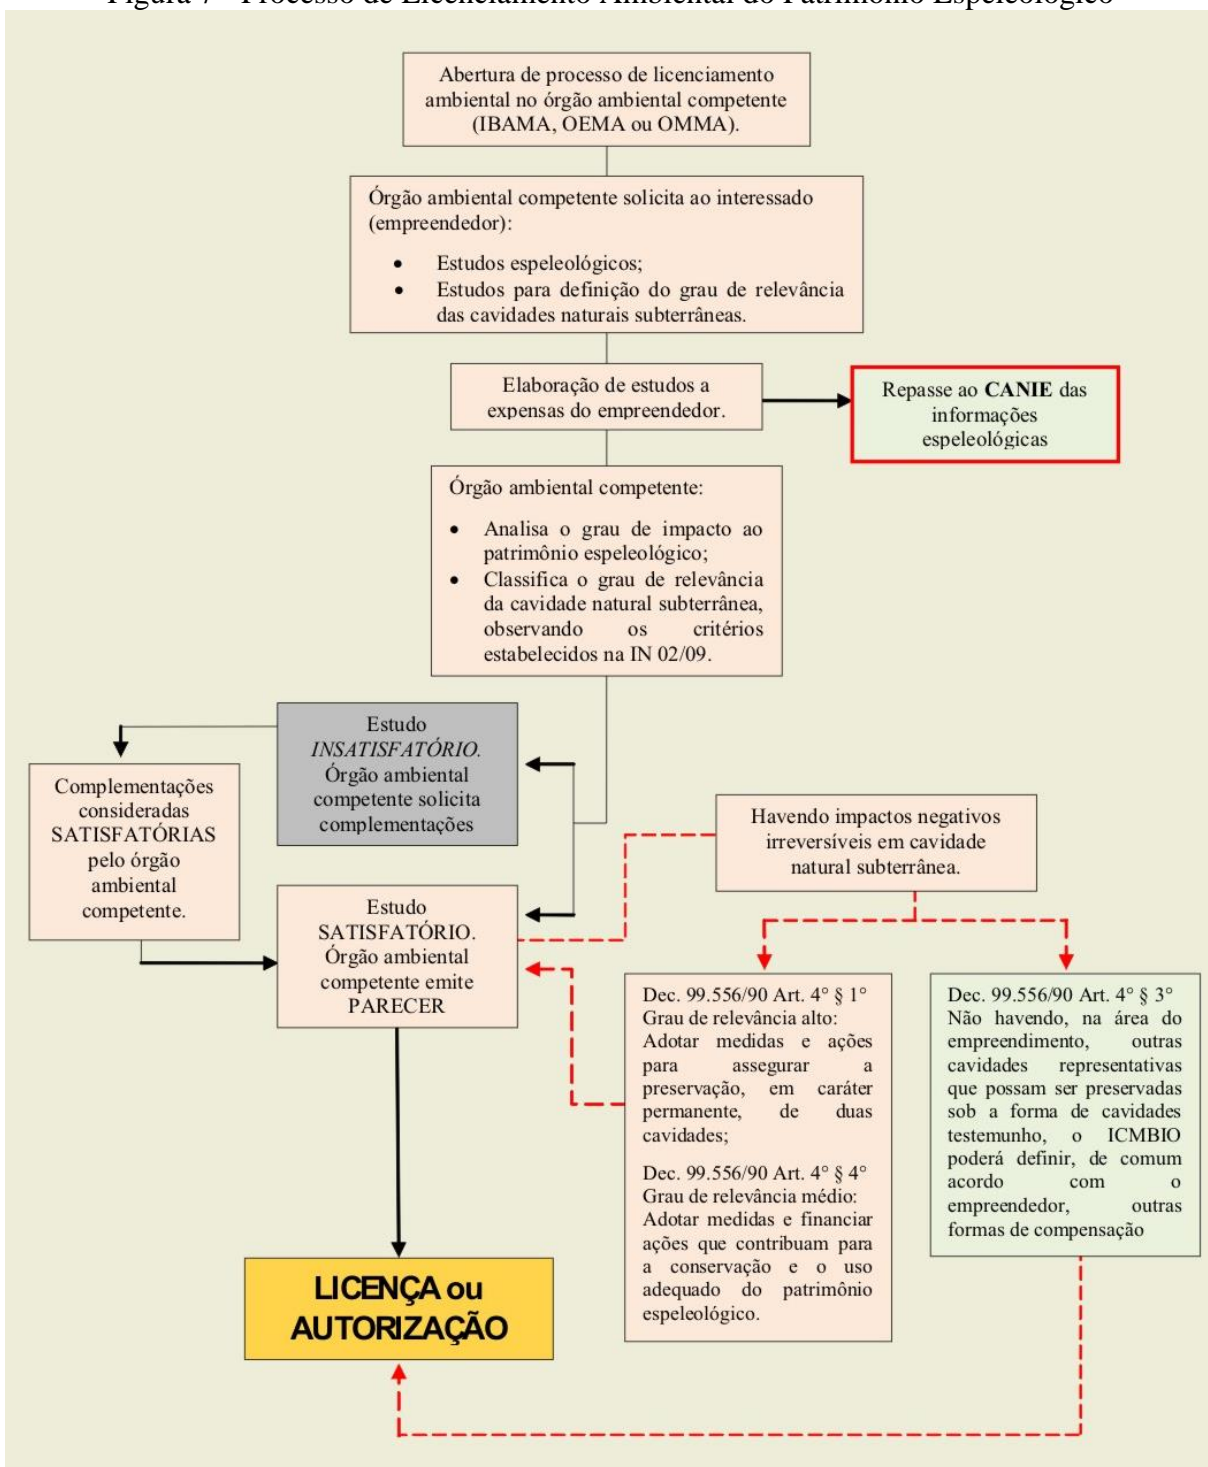 Figura 7 - Processo de Licenciamento Ambiental do Patrimônio Espeleológico
Abertura de processo de licenciamento
ambiental no órgão ambiental competente
(IBAMA, OEMA ou OMMA).
Órgão ambiental competente solicita ao interessado
(empreendedor):
• Estudos espeleológicos;
• Estudos para definição do grau de relevância
das cavidades naturais subterrâneas.
Elaboração de estudos a
expensas do empreendedor.
Repasse ao CANIE das
informações
espeleológicas
Órgão ambiental competente:
• Analisa o grau de impacto ao
patrimônio espeleológico;
• Classifica o grau de relevância
da cavidade natural subterrânea,
observando os critérios
estabelecidos na IN 02/09.
Estudo
INSATISFATÓRIO.
Órgão ambiental
competente solicita
complementações
Complementações
consideradas
SATISFATÓRIAS
pelo órgão
ambiental
competente.
Havendo impactos negativos
irreversíveis em cavidade
natural subterrânea.
Estudo
SATISFATÓRIO.
Órgão ambiental
competente emite
PARECER
Dec. 99.556/90 Art. 4° § 1°
Grau de relevância alto:
Adotar medidas e ações
para assegurar a
preservação, em caráter
permanente, de duas
cavidades;
Dec. 99.556/90 Art. 4° § 4°
Grau de relevância médio:
Adotar medidas e financiar
ações que contribuam para
a conservação e o uso
adequado do patrimônio
espeleológico.
Dec. 99.556/90 Art. 4° § 3°
Não havendo, na área do
empreendimento, outras
cavidades representativas
que possam ser preservadas
sob a forma de cavidades
testemunho, o ICMBIO
poderá definir, de comum
acordo com o
empreendedor, outras
formas de compensação
LICENÇA ou
AUTORIZAÇÃO